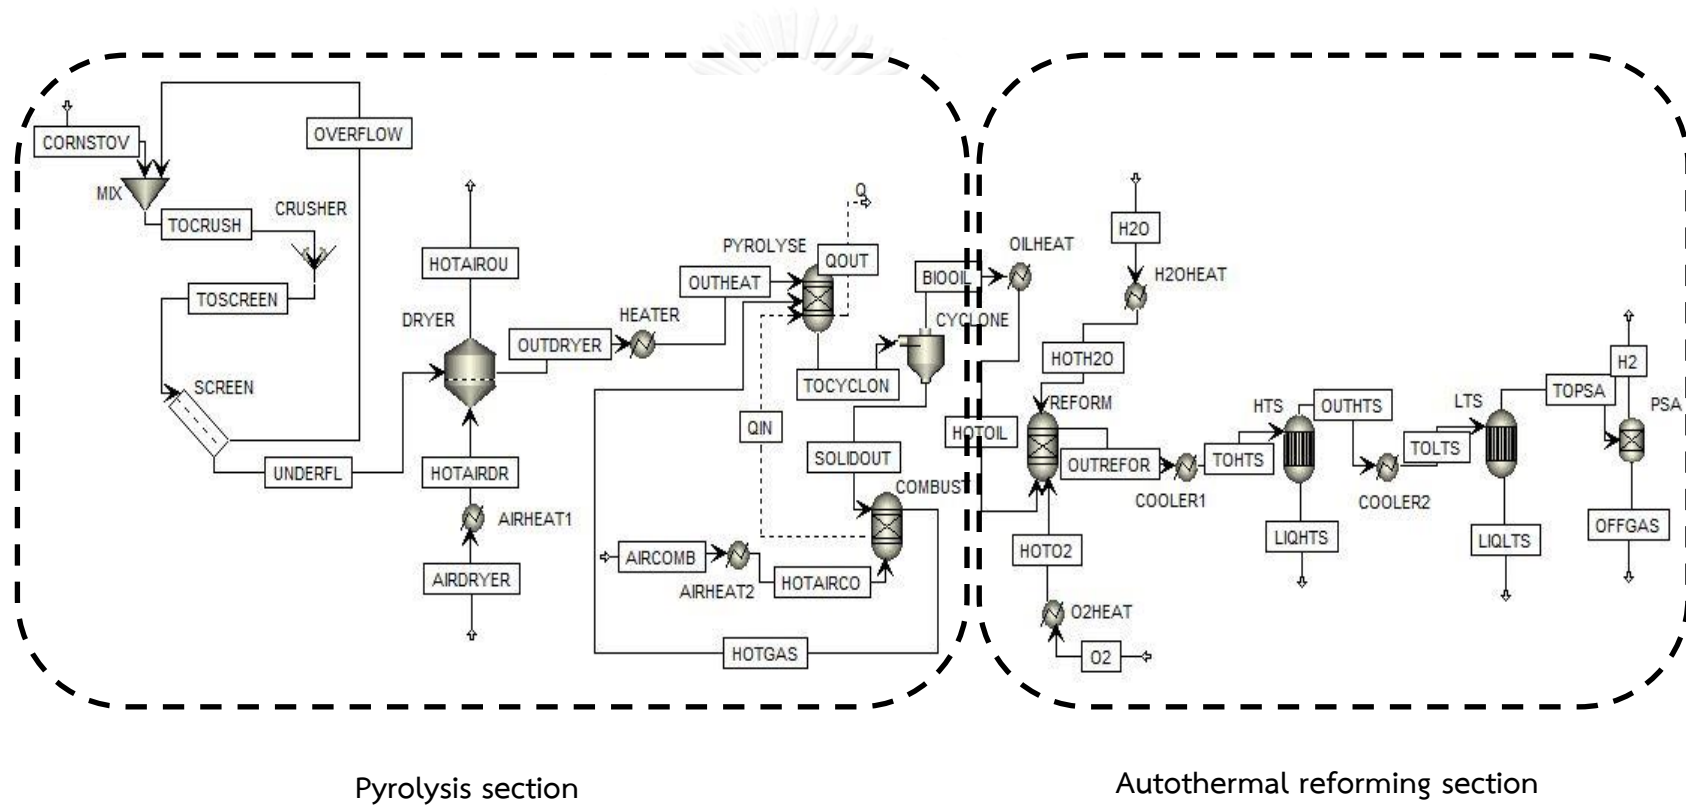 CORNSTOV
OVERFLOW
MIX
TOCRUSH
CRUSHER
TOSCREEN
SCREEN
UNDERFL
HOTAIROU
DRYER
OUTDRYER
HEATER
OUTHEAT
HOTAIRDR
AIRHEAT1
AIRDRYER
PYROLYSE
Q
QOUT
TOCYCLON
BIOOIL
CYCLONE
QIN
SOLIDOUT
COMBUST
AIRCOMB
AIRHEAT2
HOTAIRCO
HOTGAS
OILHEAT
H2O
H2OHEAT
HOTH2O
HOTOIL
REFORM
OUTREFOR
HOTO2
O2HEAT
O2
COOLER1
TOHTS
HTS
OUTHTS
LIQHTS
COOLER2
TOLTS
LTS
LIQLTS
TOPSA
H2
PSA
OFFGAS
Pyrolysis section
Autothermal reforming section